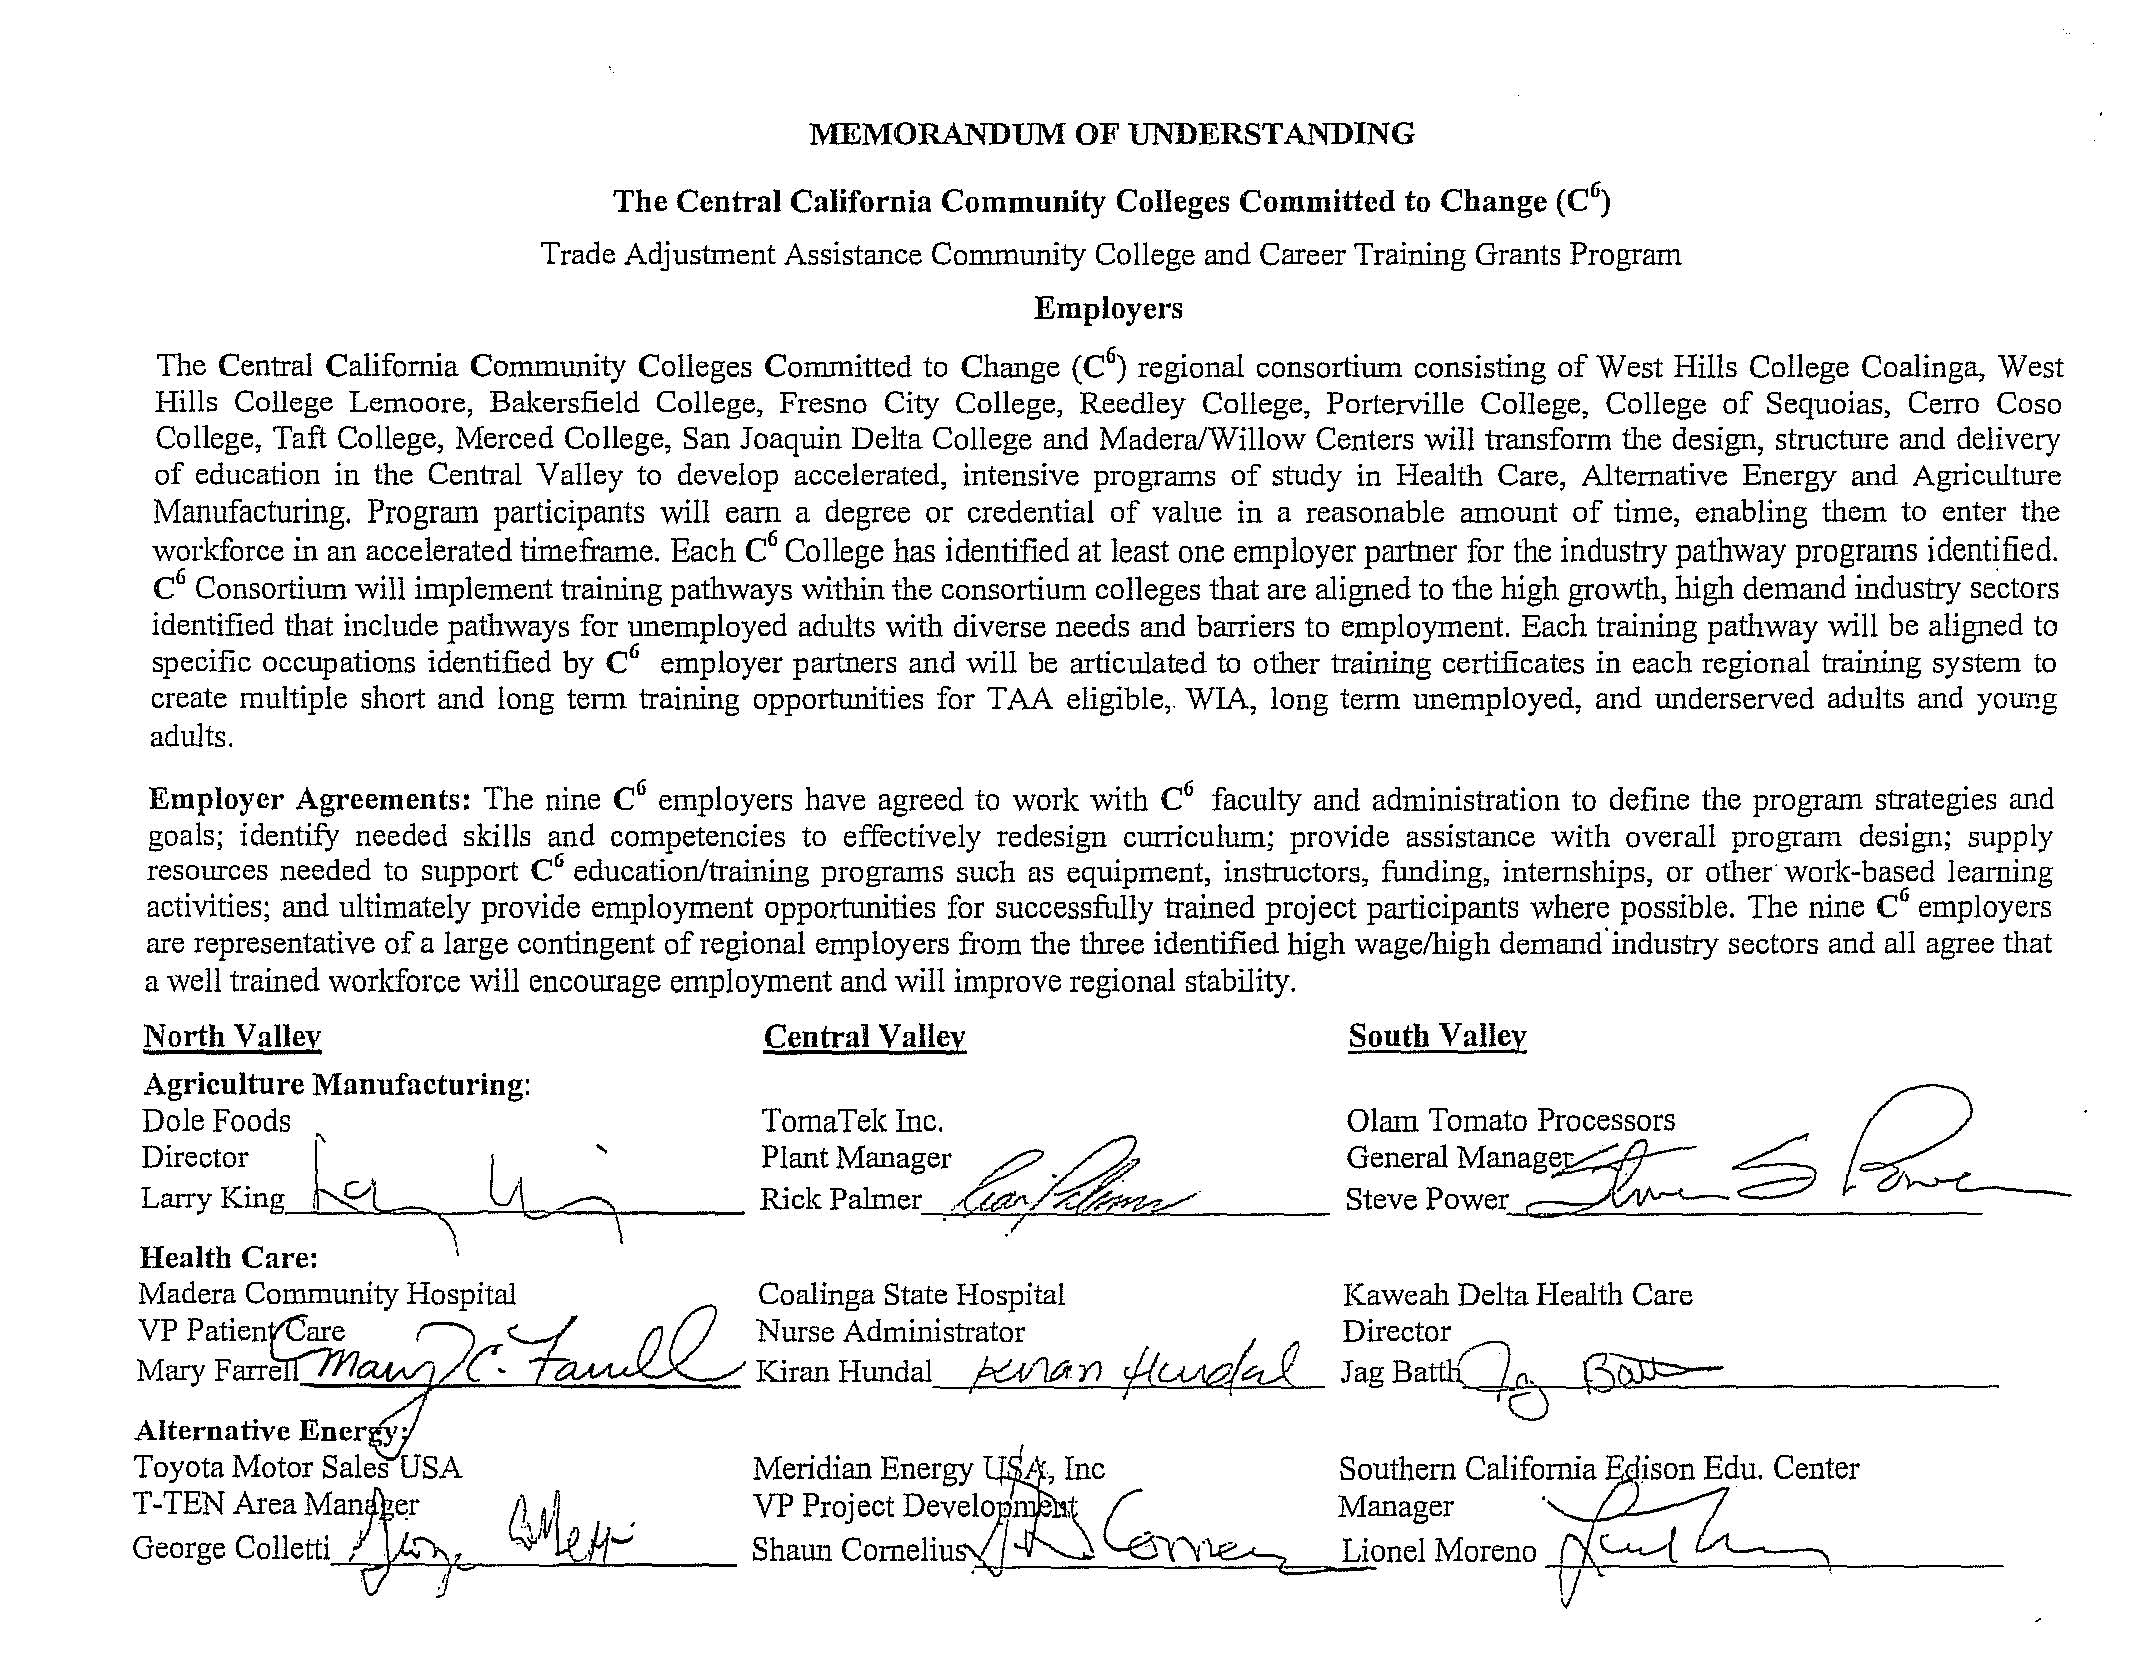 MEMORANDUM OF UNDERSTANDING
The Central California Community Colleges Committed to Change (C⁶)
Trade Adjustment Assistance Community College and Career Training Grants Program
Employers
The Central California Community Colleges Committed to Change (C⁶) regional consortium consisting of West Hills College Coalinga, West
Hills College Lemoore, Bakersfield College, Fresno City College, Reedley College, Porterville College, College of Sequoias, Cerro Coso
College, Taft College, Merced College, San Joaquin Delta College and Madera/Willow Centers will transform the design, structure and delivery
of education in the Central Valley to develop accelerated, intensive programs of study in Health Care, Alternative Energy and Agriculture
Manufacturing. Program participants will earn a degree or credential of value in a reasonable amount of time, enabling them to enter the
workforce in an accelerated timeframe. Each C⁶ College has identified at least one employer partner for the industry pathway programs identified.
C⁶ Consortium will implement training pathways within the consortium colleges that are aligned to the high growth, high demand industry sectors
identified that include pathways for unemployed adults with diverse needs and barriers to employment. Each training pathway will be aligned to
specific occupations identified by C⁶ employer partners and will be articulated to other training certificates in each regional training system to
create multiple short and long term training opportunities for TAA eligible, WIA, long term unemployed, and underserved adults and young
adults.
Employer Agreements: The nine C⁶ employers have agreed to work with C⁶ faculty and administration to define the program strategies and
goals; identify needed skills and competencies to effectively redesign curriculum; provide assistance with overall program design; supply
resources needed to support C⁶ education/training programs such as equipment, instructors, funding, internships, or other work-based learning
activities; and ultimately provide employment opportunities for successfully trained project participants where possible. The nine C⁶ employers
are representative of a large contingent of regional employers from the three identified high wage/high demand industry sectors and all agree that
a well trained workforce will encourage employment and will improve regional stability.
North Valley Central Valley South Valley
Agriculture Manufacturing:
Dole Foods TomaTek Inc. Olam Tomato Processors
Director Plant Manager General Manager
Larry King Rick Palmer Steve Power
Health Care:
Madera Community Hospital Coalinga State Hospital Kaweah Delta Health Care
VP Patient Care Nurse Administrator Director
Mary Farrell Mary C. Farrell Kiran Hundal Kiran Hundal Jag Batth
Alternative Energy:
Toyota Motor Sales USA Meridian Energy USA, Inc Southern California Edison Edu. Center
T-TEN Area Manager VP Project Development Manager
George Colletti Shaun Cornelius Lionel Moreno